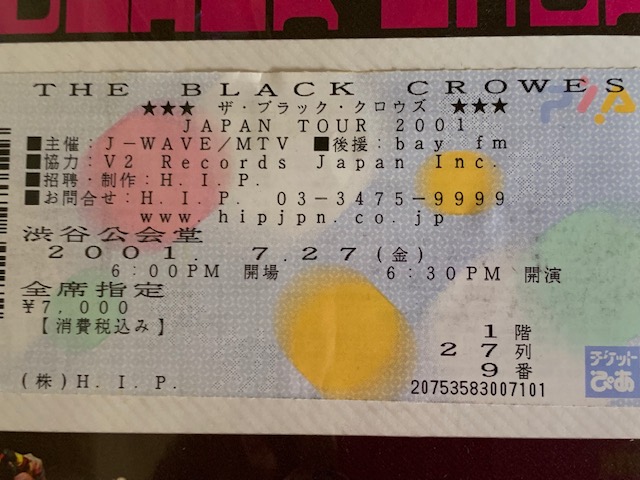 THE BLACK CROWES
★★★ ザ・ブラック・クロウズ ★★★
JAPAN TOUR 2001
■主催:J-WAVE/MTV ■後援:bay fm
■協力:V2 Records Japan Inc.
■招聘・制作:H.I.P.
■お問合せ:H.I.P. 03-3475-9999
www.hipjpn.co.jp
渋谷公会堂
2001. 7.27(金)
6:00PM 開場 6:30PM 開演
全席指定
¥7,000
【消費税込み】
1 階
27 列
9 番
(株)H.I.P.
20753583007101
チケット
ぴあ